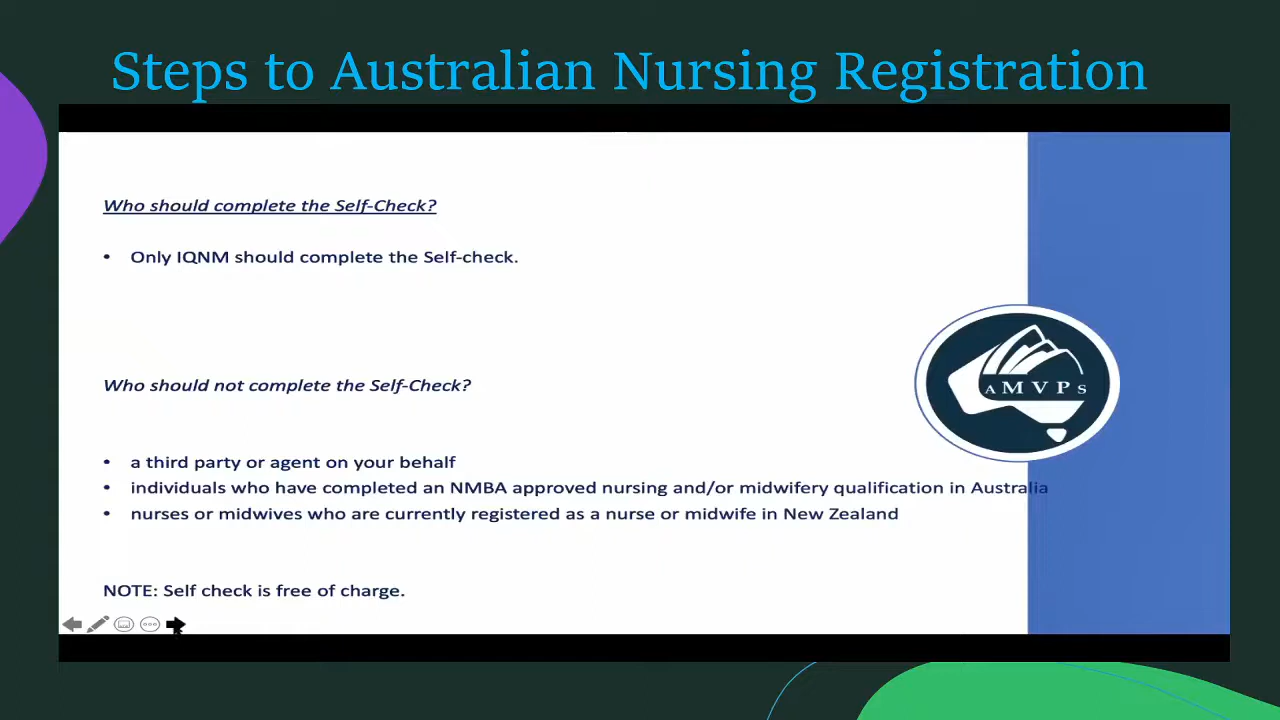 Steps to Australian Nursing Registration
Who should complete the Self-Check?
• Only IQNM should complete the Self-check.
Who should not complete the Self-Check?
AMVPS
• a third party or agent on your behalf
• individuals who have completed an NMBA approved nursing and/or midwifery qualification in Australia
• nurses or midwives who are currently registered as a nurse or midwife in New Zealand
NOTE: Self check is free of charge.